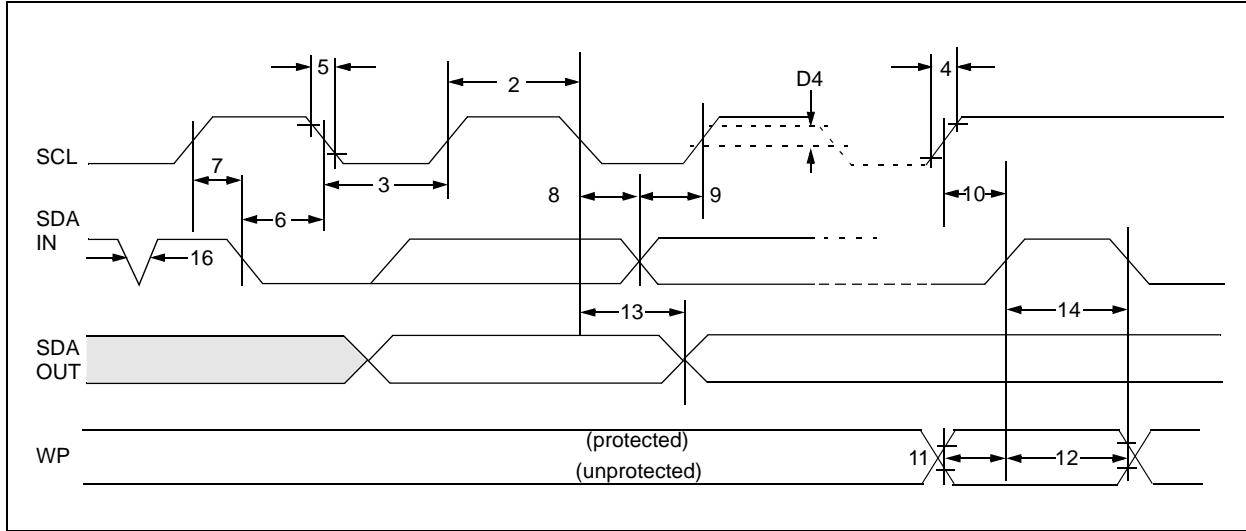 5
2
D4
4
SCL
7
3
8
9
10
6
SDA
IN
16
13
14
SDA
OUT
(protected)
WP
11
12
(unprotected)